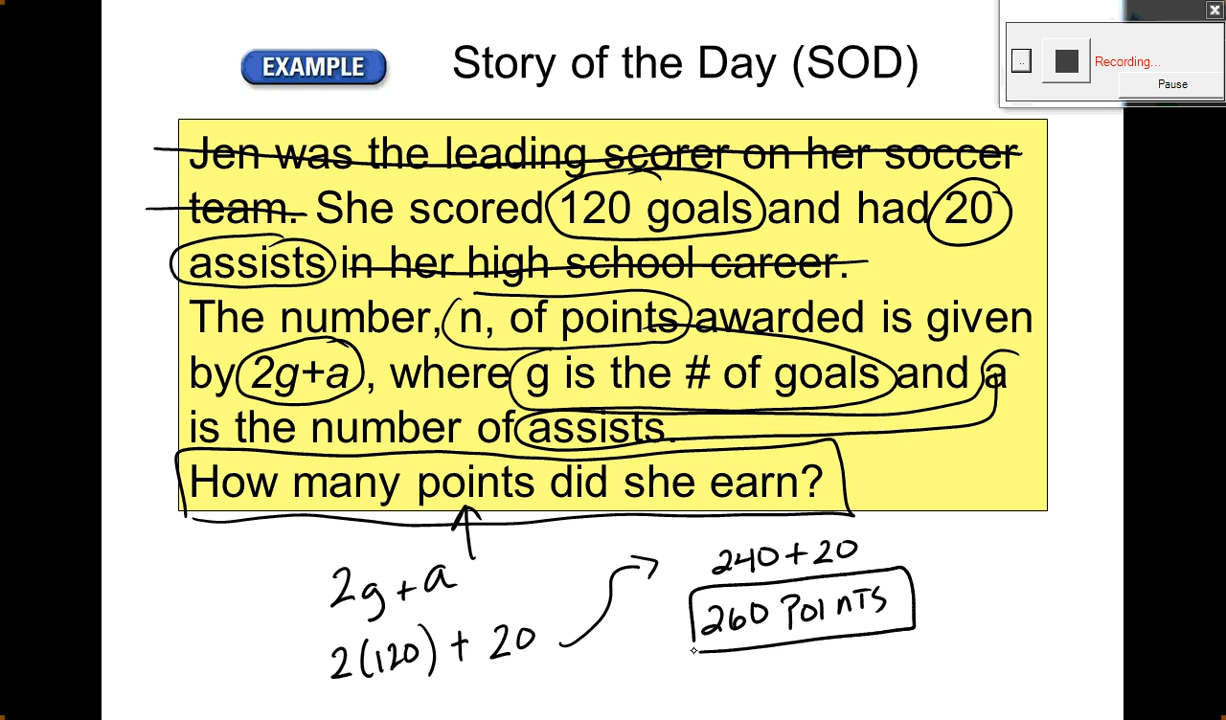 EXAMPLE Story of the Day (SOD)
..
Recording...
Pause
Jen was the leading scorer on her soccer
team. She scored 120 goals and had 20
assists in her high school career.
The number, n, of points awarded is given
by 2g+a, where g is the # of goals and a
is the number of assists.
How many points did she earn?
2g+a
2(120) + 20
240+20
260 POINTS